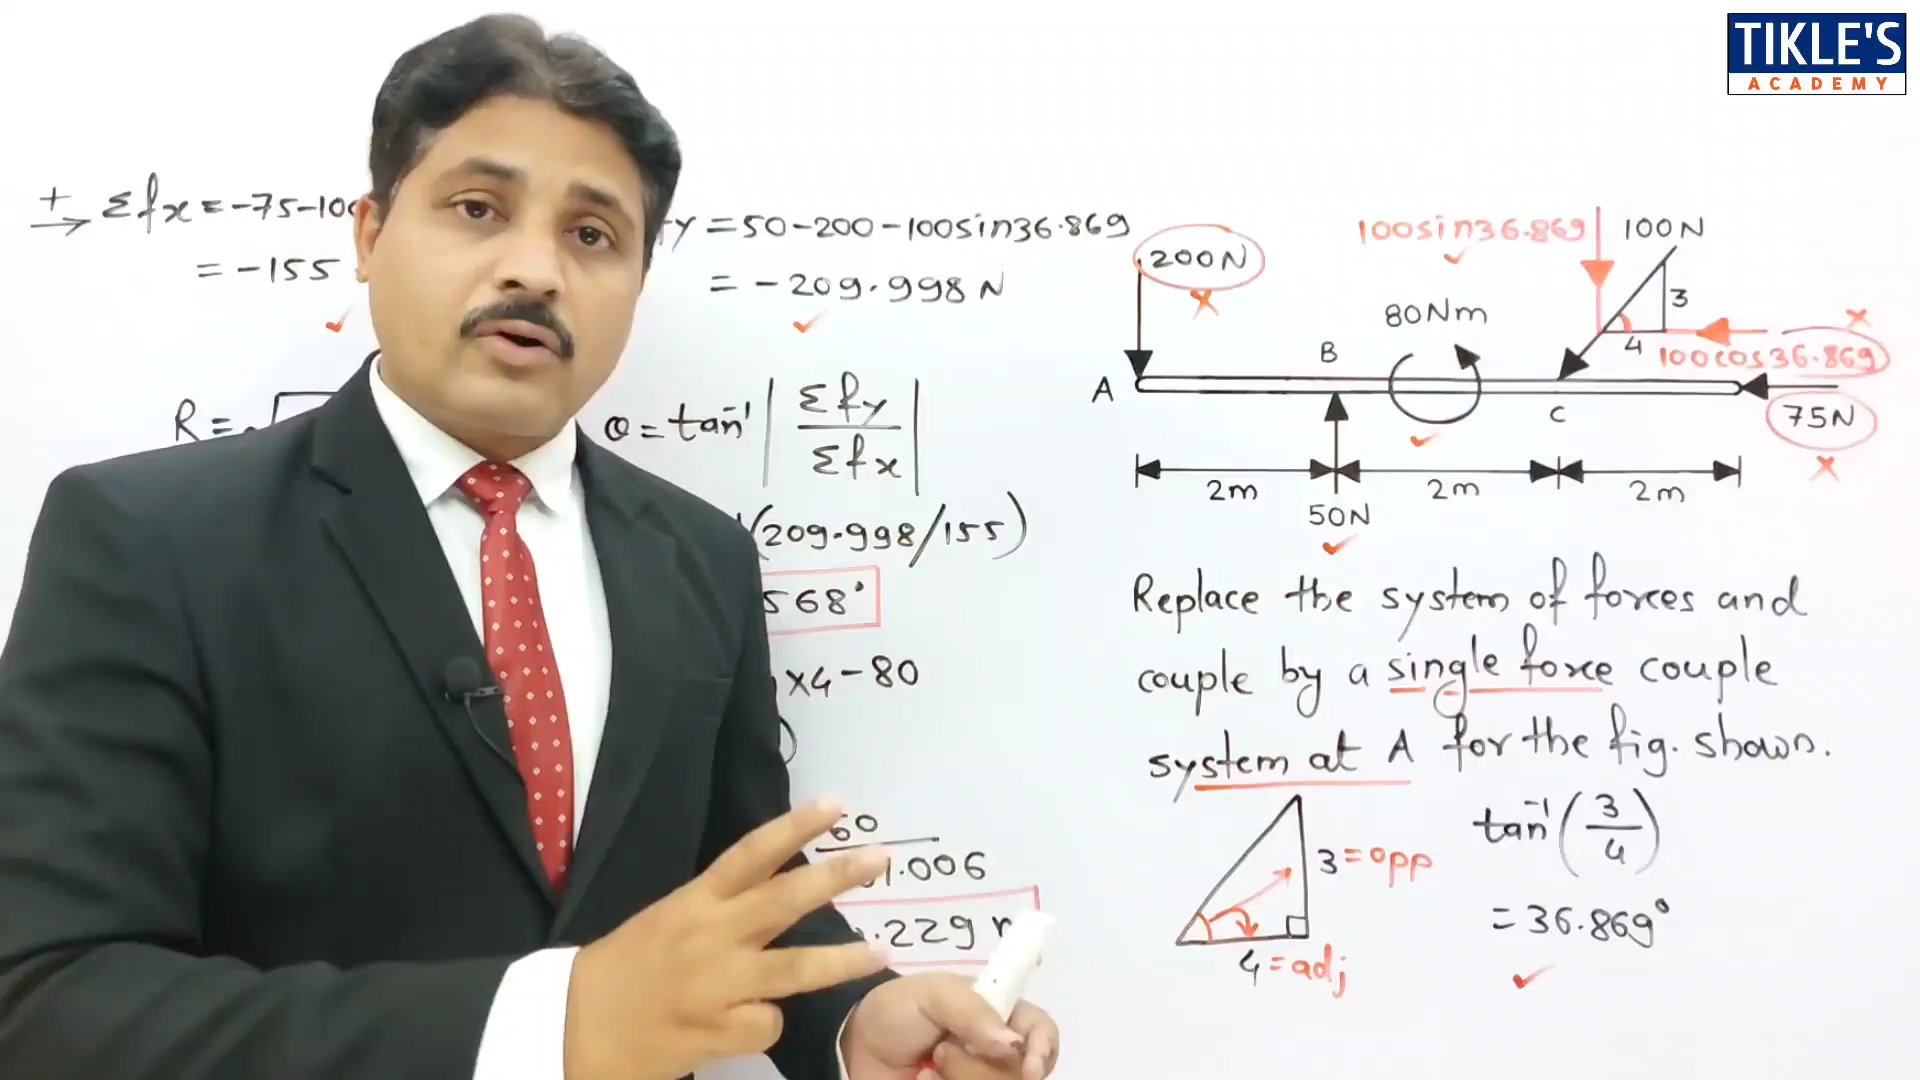 TIKLE'S
ACADEMY
+→ Σfx = -75-100
= -155
y = 50-200-100sin36.869
= -209.998 N
R = √
θ = tan⁻¹ | Σfy / Σfx |
(209.998/155)
568°
×4-80
60
1.006
.229
200N
×
100sin36.869
100N
3
4
80Nm
×
100cos36.869
A
B
C
75N
×
2m
2m
2m
50N
Replace the system of forces and
couple by a single force couple
system at A for the fig. shown.
3 = opp
4 = adj
tan⁻¹(3/4)
= 36.869°